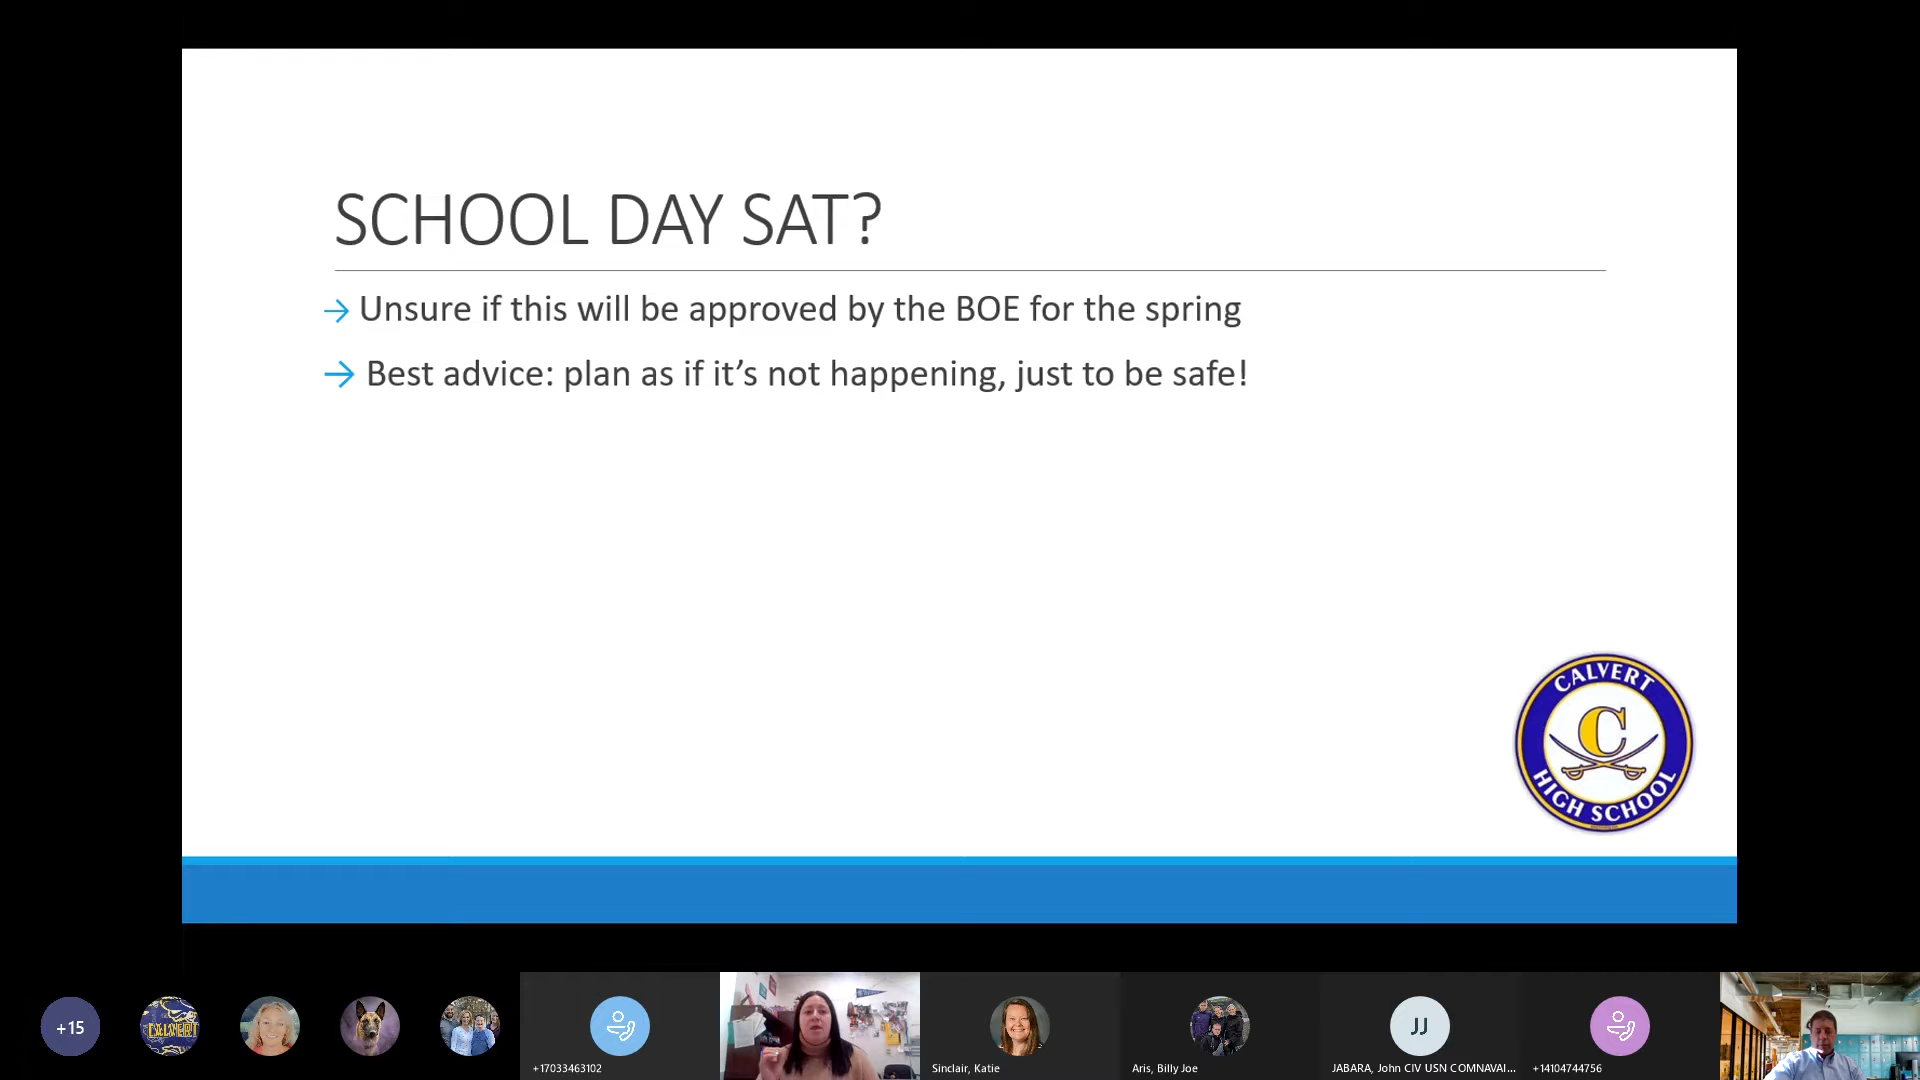 SCHOOL DAY SAT?
→ Unsure if this will be approved by the BOE for the spring
→ Best advice: plan as if it’s not happening, just to be safe!
CALVERT
C
HIGH SCHOOL
+15
CALVERT
JJ
+17033463102
Sinclair, Katie
Aris, Billy Joe
JABARA, John CIV USN COMNAVAI...
+14104744756